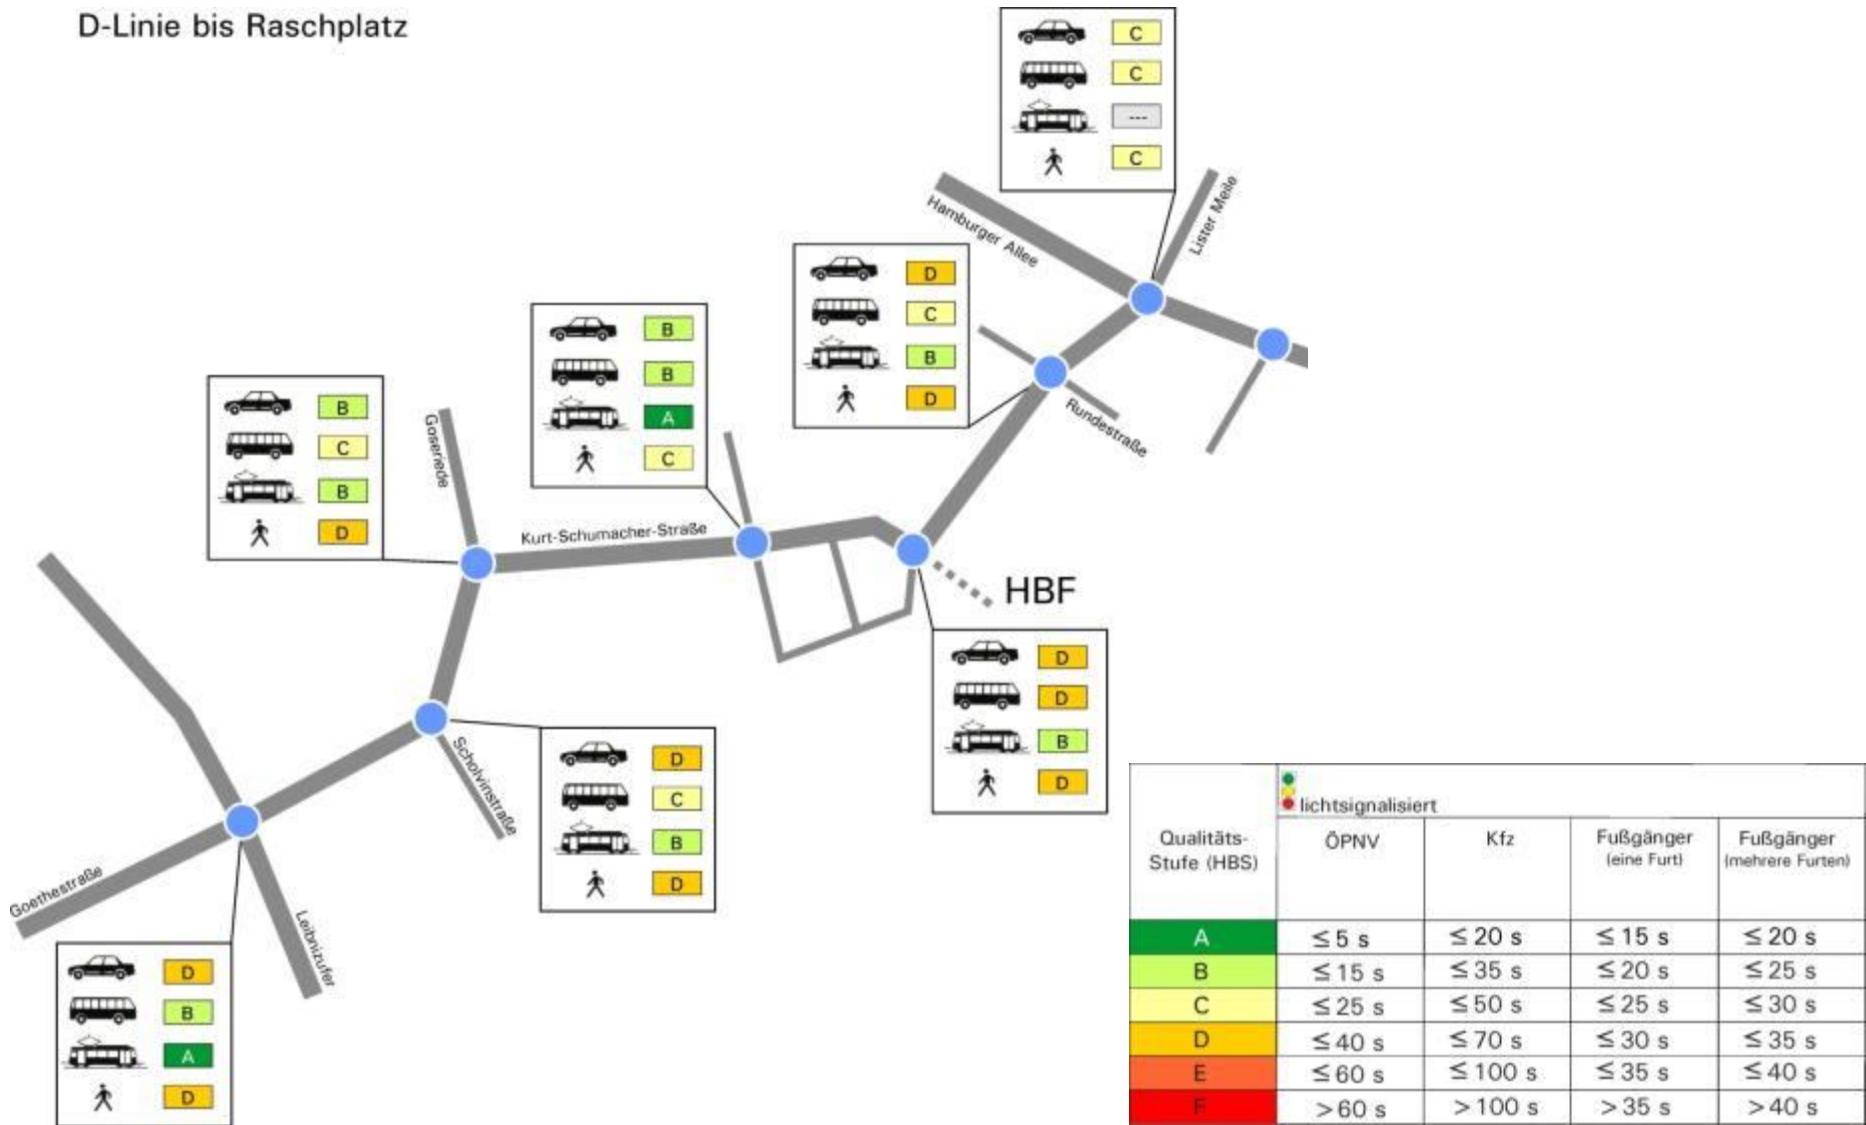 D-Linie bis Raschplatz
C
C
---
C
Hamburger Allee
Lister Meile
D
C
B
D
Rundestraße
B
B
A
C
B
C
B
D
Goseriede
Kurt-Schumacher-Straße
HBF
D
D
B
D
Scholvinstraße
D
C
B
D
Goethestraße
Leibnizufer
D
B
A
D
lichtsignalisiert
Qualitäts-
Stufe (HBS)
ÖPNV
Kfz
Fußgänger
(eine Furt)
Fußgänger
(mehrere Furten)
A ≤5 s ≤20 s ≤15 s ≤20 s
B ≤15 s ≤35 s ≤20 s ≤25 s
C ≤25 s ≤50 s ≤25 s ≤30 s
D ≤40 s ≤70 s ≤30 s ≤35 s
E ≤60 s ≤100 s ≤35 s ≤40 s
F >60 s >100 s >35 s >40 s